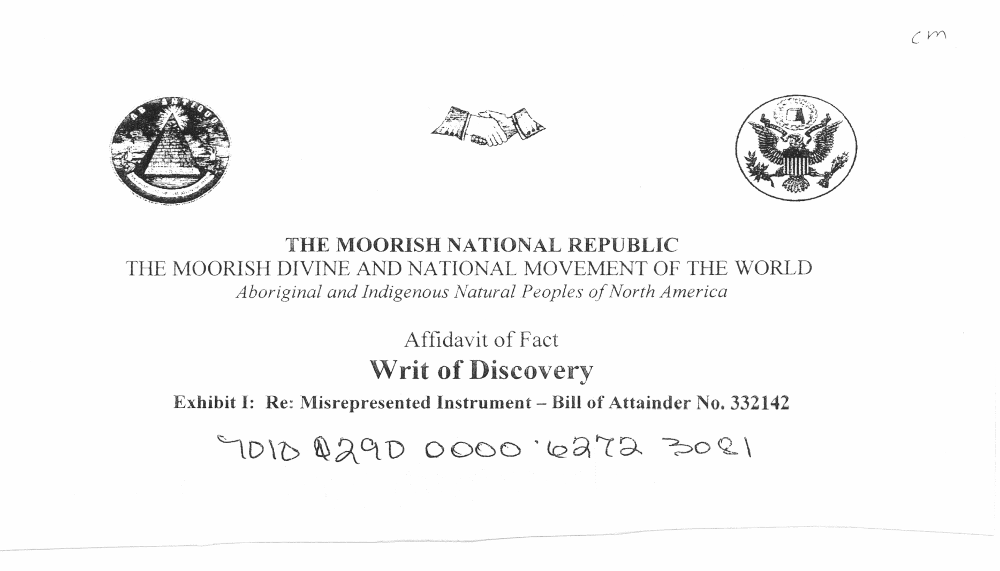 cm
AB ANTIQUO
THE MOORISH NATIONAL REPUBLIC
THE MOORISH DIVINE AND NATIONAL MOVEMENT OF THE WORLD
Aboriginal and Indigenous Natural Peoples of North America
Affidavit of Fact
Writ of Discovery
Exhibit I: Re: Misrepresented Instrument – Bill of Attainder No. 332142
7010 0290 0000 6272 3081